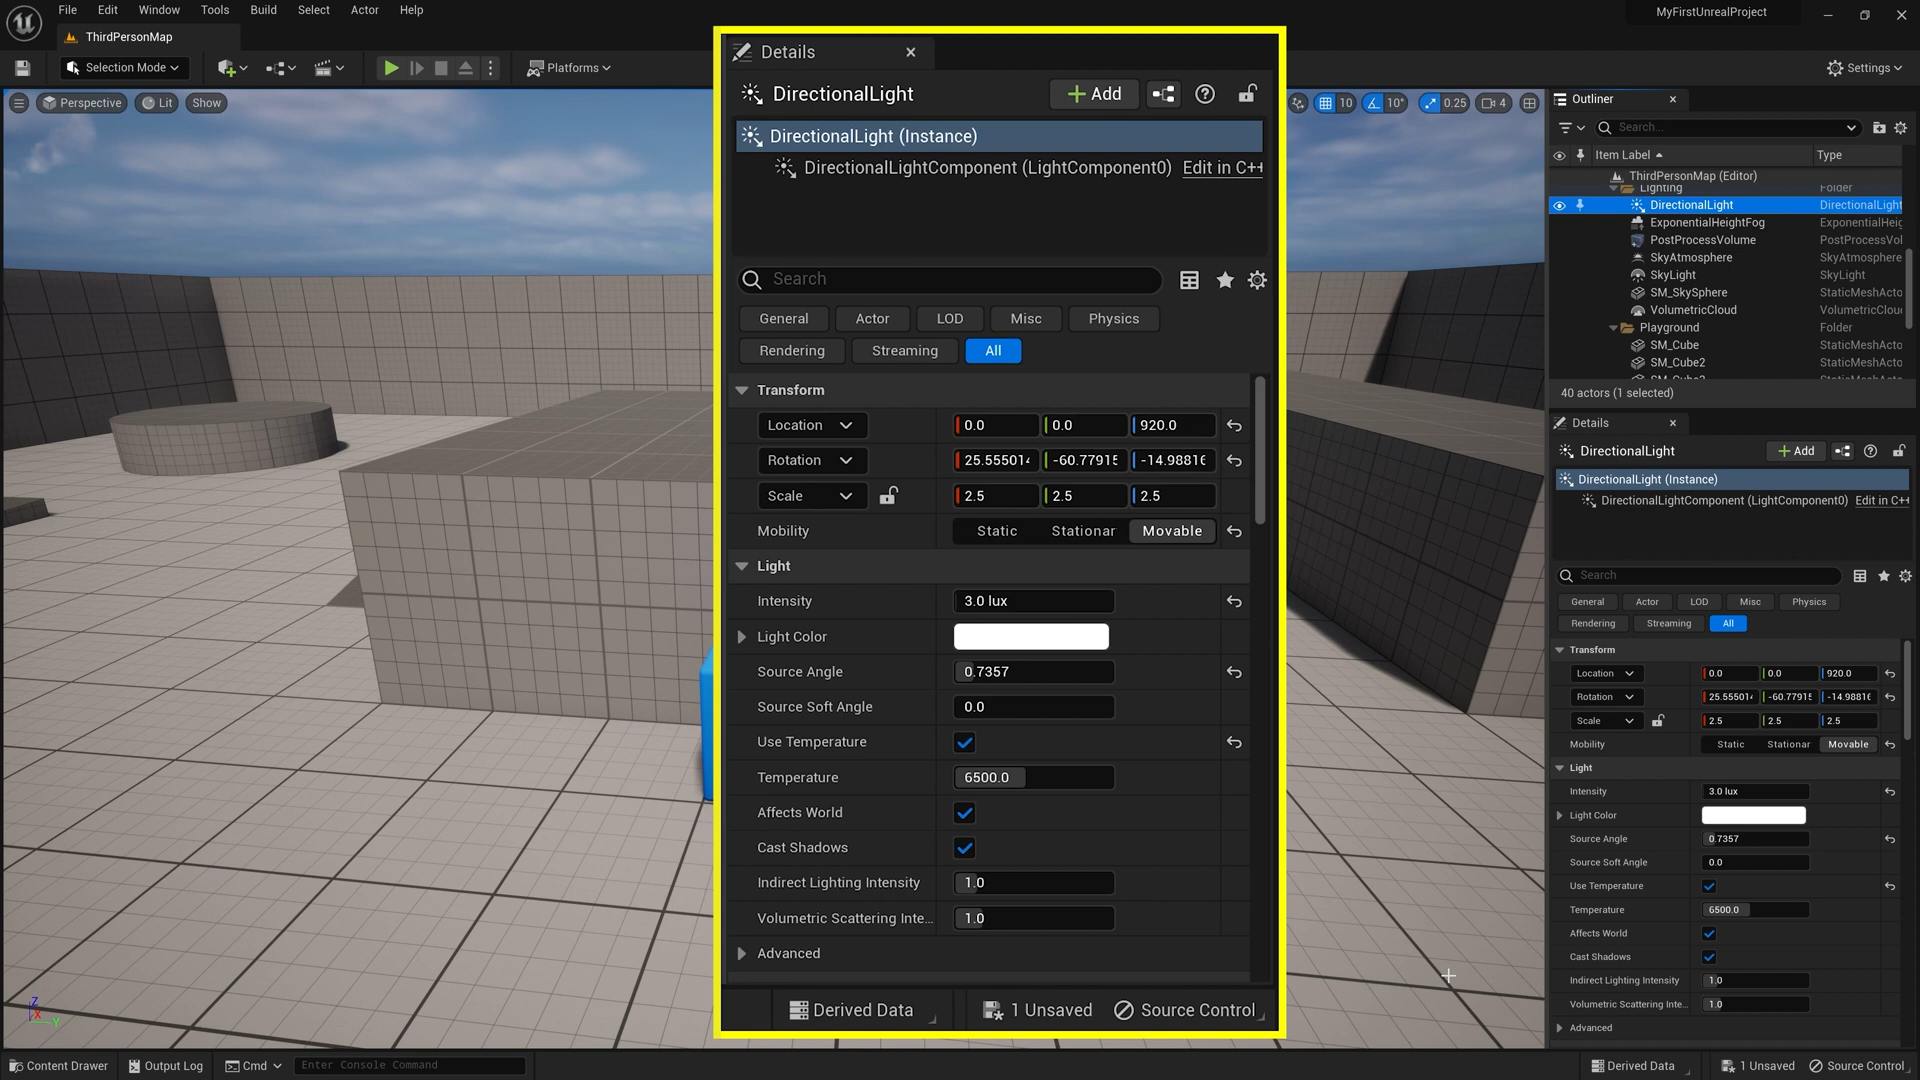 File Edit Window Tools Build Select Actor Help
MyFirstUnrealProject
ThirdPersonMap
Selection Mode
Platforms
Settings
Perspective Lit Show
10 10° 0.25 4
Details
DirectionalLight
Add
DirectionalLight (Instance)
DirectionalLightComponent (LightComponent0) Edit in C++
Search
General Actor LOD Misc Physics
Rendering Streaming All
Transform
Location 0.0 0.0 920.0
Rotation 25.55501 -60.77915 -14.98816
Scale 2.5 2.5 2.5
Mobility Static Stationar Movable
Light
Intensity 3.0 lux
Light Color
Source Angle 0.7357
Source Soft Angle 0.0
Use Temperature
Temperature 6500.0
Affects World
Cast Shadows
Indirect Lighting Intensity 1.0
Volumetric Scattering Inte...
1.0
Advanced
Derived Data 1 Unsaved Source Control
Outliner
Search...
Item Label Type
ThirdPersonMap (Editor)
Lighting Folder
DirectionalLight DirectionalLight
ExponentialHeightFog ExponentialHeig
PostProcessVolume PostProcessVol
SkyAtmosphere SkyAtmosphere
SkyLight SkyLight
SM_SkySphere StaticMeshActo
VolumetricCloud VolumetricClou
Playground Folder
SM_Cube StaticMeshActo
SM_Cube2 StaticMeshActo
40 actors (1 selected)
Details
DirectionalLight
Add
DirectionalLight (Instance)
DirectionalLightComponent (LightComponent0) Edit in C++
Search
General Actor LOD Misc Physics
Rendering Streaming All
Transform
Location 0.0 0.0 920.0
Rotation 25.55501 -60.77915 -14.98816
Scale 2.5 2.5 2.5
Mobility Static Stationar Movable
Light
Intensity 3.0 lux
Light Color
Source Angle 0.7357
Source Soft Angle 0.0
Use Temperature
Temperature 6500.0
Affects World
Cast Shadows
Indirect Lighting Intensity 1.0
Volumetric Scattering Inte... 1.0
Advanced
Z
X
Y
Content Drawer Output Log Cmd Enter Console Command
Derived Data 1 Unsaved Source Control